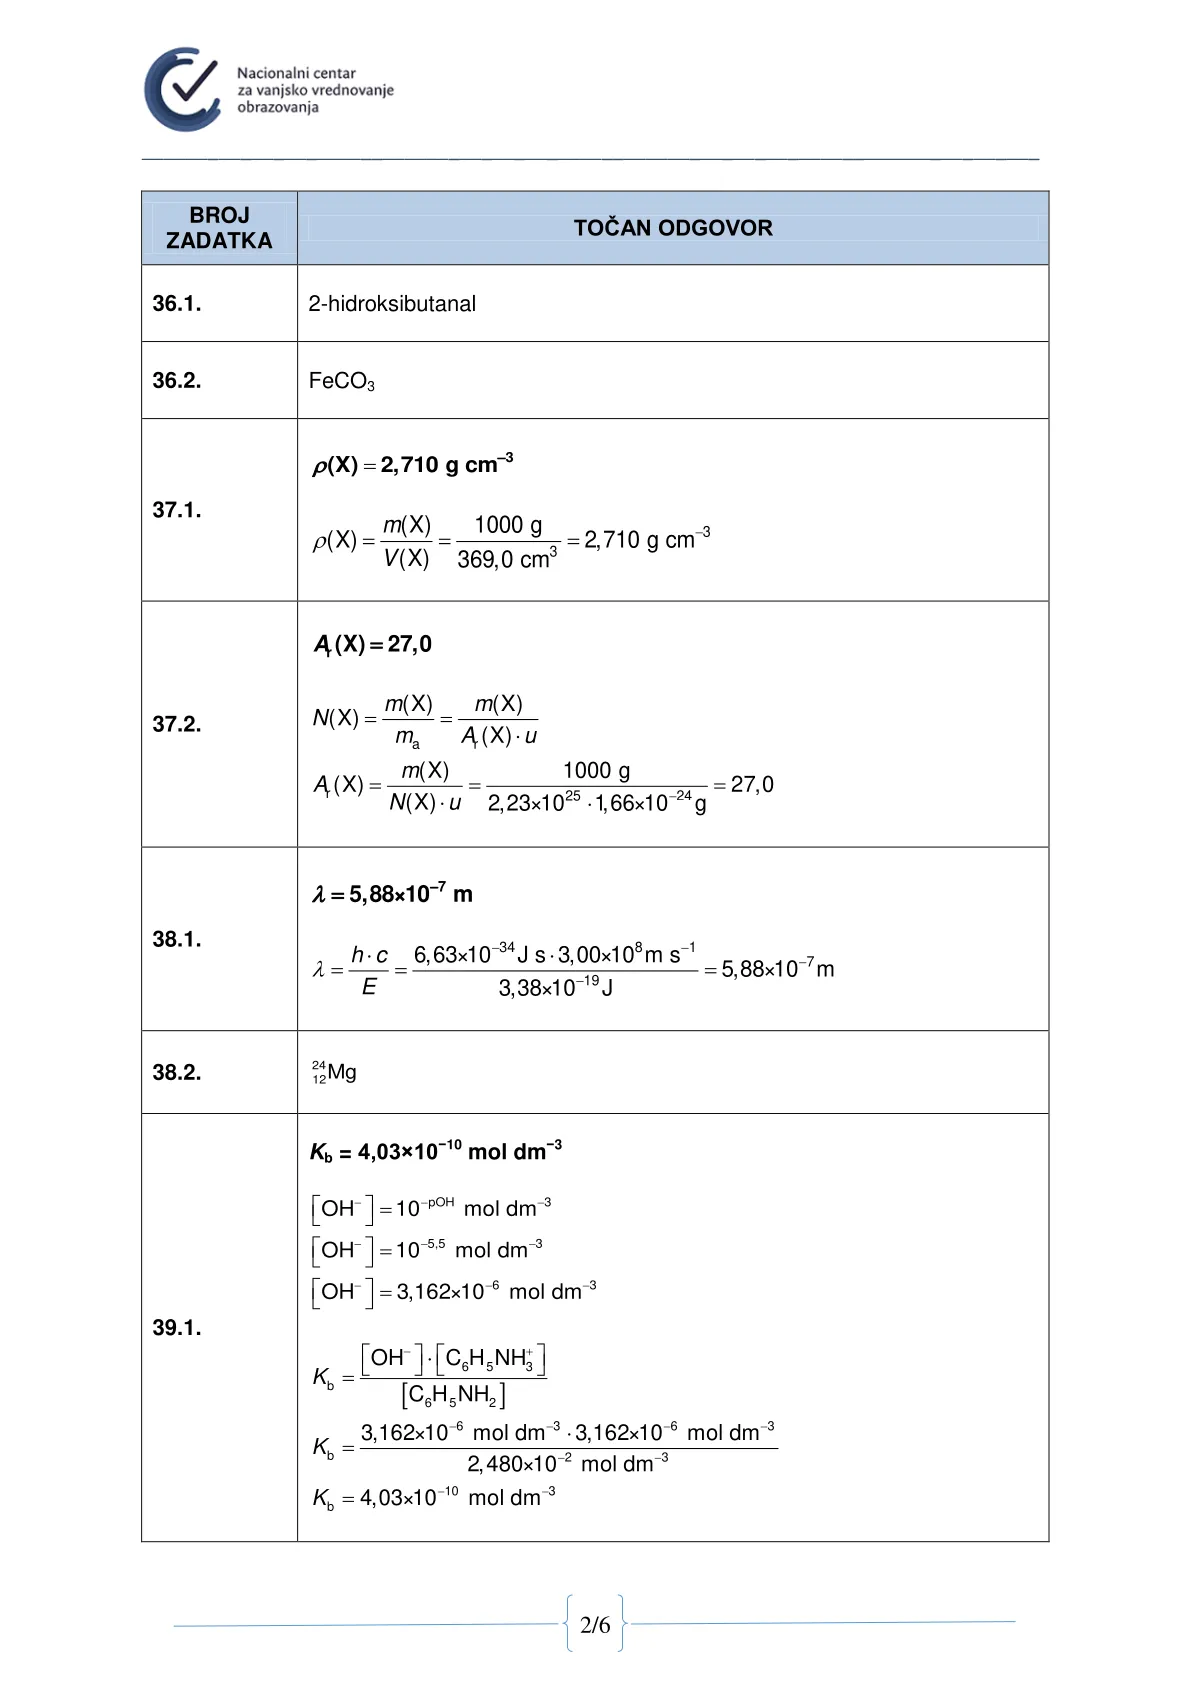 Nacionalni centar
za vanjsko vrednovanje
obrazovanja
BROJ ZADATKA
TOČAN ODGOVOR
36.1.
2-hidroksibutanal
36.2.
FeCO₃
37.1.
ρ(X) = 2,710 g cm⁻³
ρ(X) = m(X)/V(X) = 1000 g/369,0 cm³ = 2,710 g cm⁻³
37.2.
Aᵣ(X) = 27,0
N(X) = m(X)/mₐ = m(X)/(Aᵣ(X) · u)
Aᵣ(X) = m(X)/(N(X) · u) = 1000 g/(2,23×10²⁵ · 1,66×10⁻²⁴ g) = 27,0
38.1.
λ = 5,88×10⁻⁷ m
λ = h · c/E = 6,63×10⁻³⁴ J s · 3,00×10⁸ m s⁻¹/3,38×10⁻¹⁹ J = 5,88×10⁻⁷ m
38.2.
²⁴₁₂Mg
39.1.
K_b = 4,03×10⁻¹⁰ mol dm⁻³
[OH⁻] = 10^(−pOH) mol dm⁻³
[OH⁻] = 10^(−5,5) mol dm⁻³
[OH⁻] = 3,162×10⁻⁶ mol dm⁻³
K_b = [OH⁻] · [C₆H₅NH₃⁺]/[C₆H₅NH₂]
K_b = 3,162×10⁻⁶ mol dm⁻³ · 3,162×10⁻⁶ mol dm⁻³/2,480×10⁻² mol dm⁻³
K_b = 4,03×10⁻¹⁰ mol dm⁻³
2/6